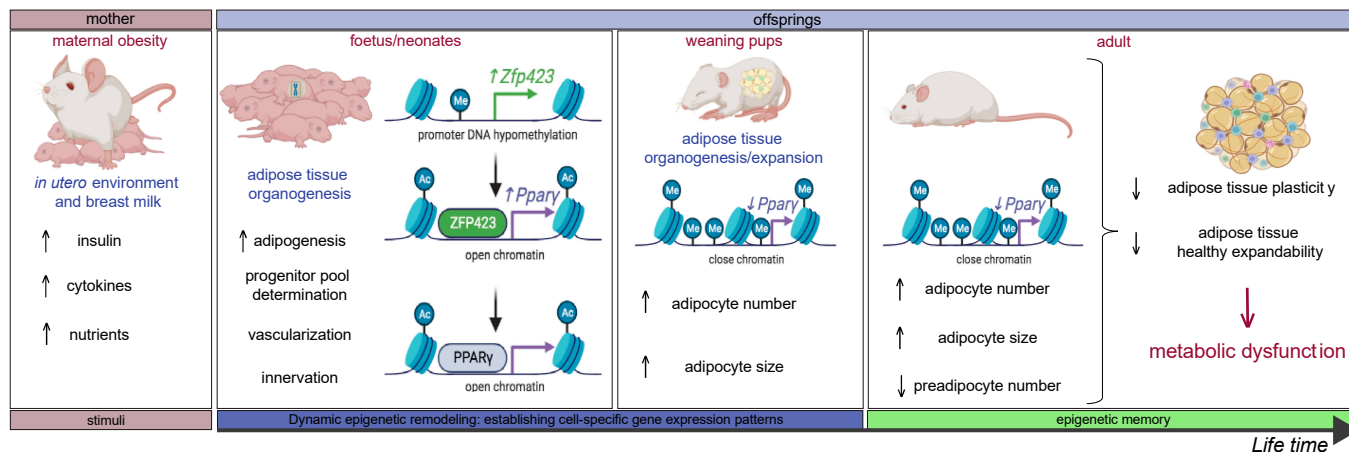 mother
offsprings
maternal obesity
in utero environment
and breast milk
↑ insulin
↑ cytokines
↑ nutrients
foetus/neonates
adipose tissue
organogenesis
↑ adipogenesis
progenitor pool
determination
vascularization
innervation
Me
↑Zfp423
promoter DNA hypomethylation
Ac
Ac
↑Pparγ
ZFP423
open chromatin
Ac
Ac
PPARγ
open chromatin
weaning pups
adipose tissue
organogenesis/expansion
Me
Me
↓Pparγ
Me
Me
Me
close chromatin
↑ adipocyte number
↑ adipocyte size
adult
Me
Me
↓Pparγ
Me
Me
Me
close chromatin
↑ adipocyte number
↑ adipocyte size
↓ preadipocyte number
↓ adipose tissue plasticity
↓ adipose tissue
healthy expandability
metabolic dysfunction
stimuli
Dynamic epigenetic remodeling: establishing cell-specific gene expression patterns
epigenetic memory
Life time